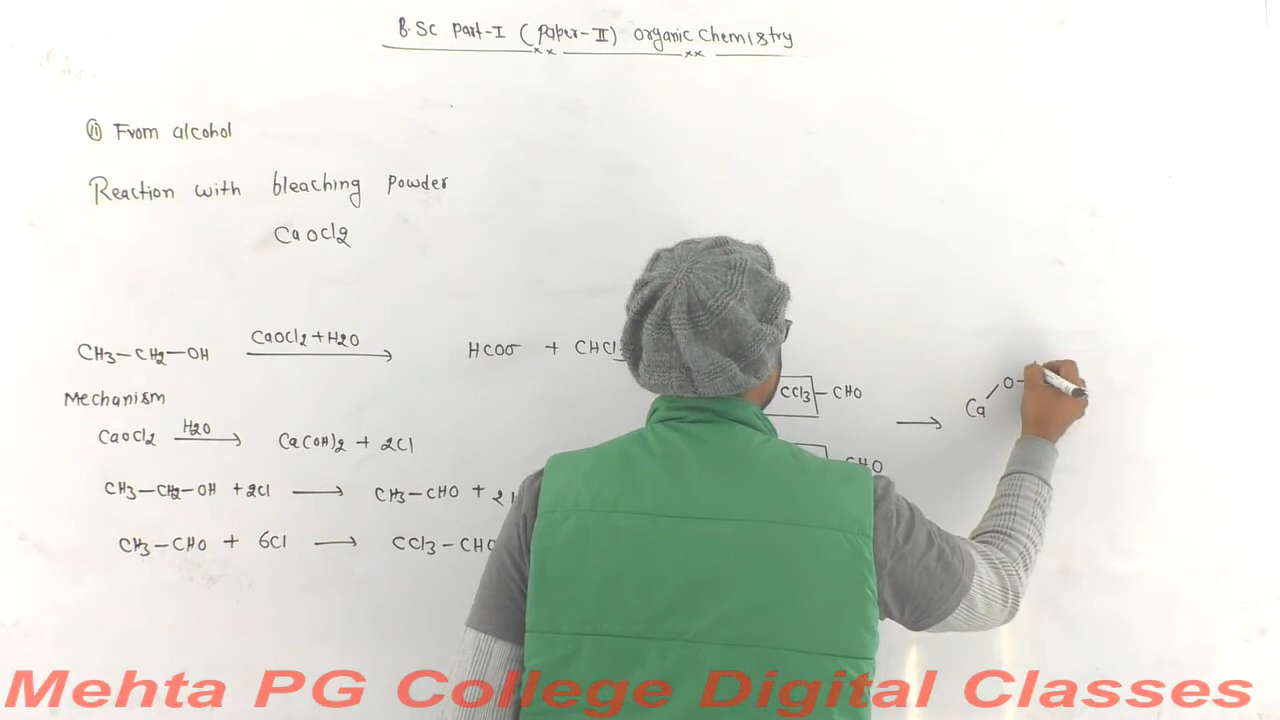 B.Sc Part-I (Paper-II) Organic Chemistry
(ii) From alcohol
Reaction with bleaching powder
CaOCl2
CH3-CH2-OH CaOCl2+H2O HCOO- + CHCl3
Mechanism
CaOCl2 H2O → Ca(OH)2 + 2Cl
CH3-CH2-OH + 2Cl → CH3-CHO + 2
CH3-CHO + 6Cl → CCl3-CHO
CCl3-CHO → Ca O
CHO
Mehta PG College Digital Classes